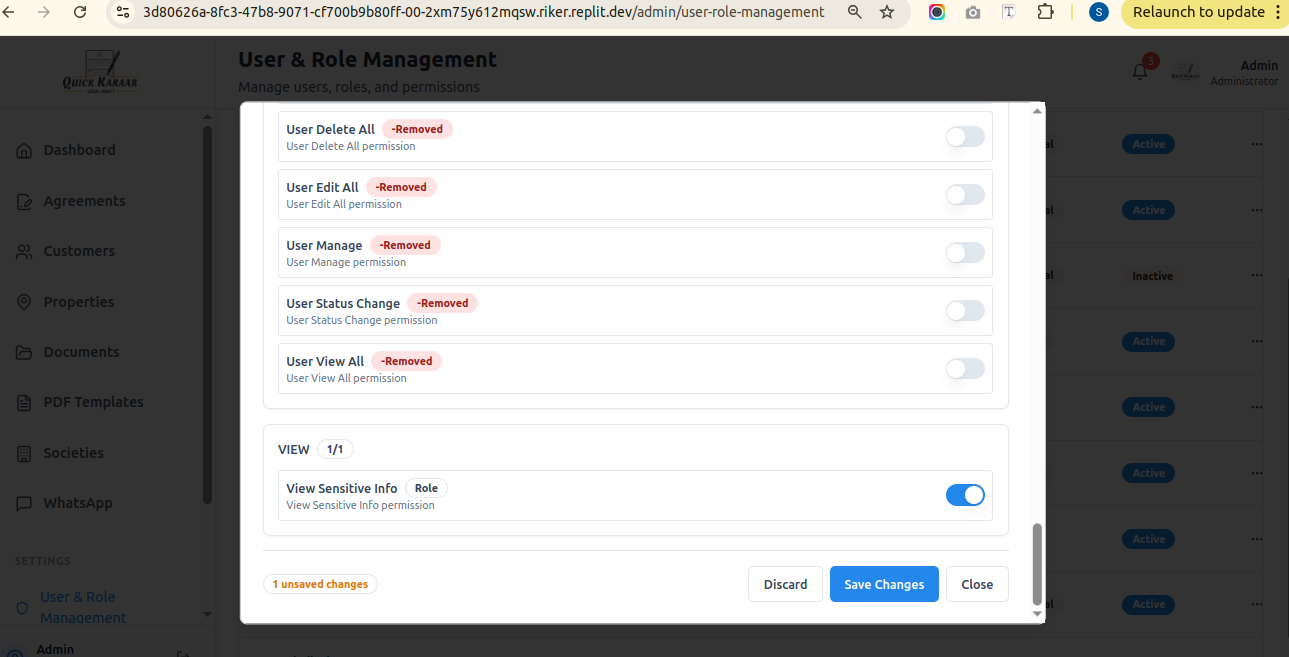 3d80626a-8fc3-47b8-9071-cf700b9b80ff-00-2xm75y612mqsw.riker.replit.dev/admin/user-role-management
T
S
Relaunch to update
QUICK KARAAR
User & Role Management
Manage users, roles, and permissions
3
Admin
Administrator
Dashboard
Agreements
Customers
Properties
Documents
PDF Templates
Societies
WhatsApp
SETTINGS
User & Role
Management
Admin
User Delete All -Removed
User Delete All permission
User Edit All -Removed
User Edit All permission
User Manage -Removed
User Manage permission
User Status Change -Removed
User Status Change permission
User View All -Removed
User View All permission
VIEW 1/1
View Sensitive Info Role
View Sensitive Info permission
1 unsaved changes
Discard
Save Changes
Close
al Active
al Active
al Inactive
Active
Active
Active
Active
al Active